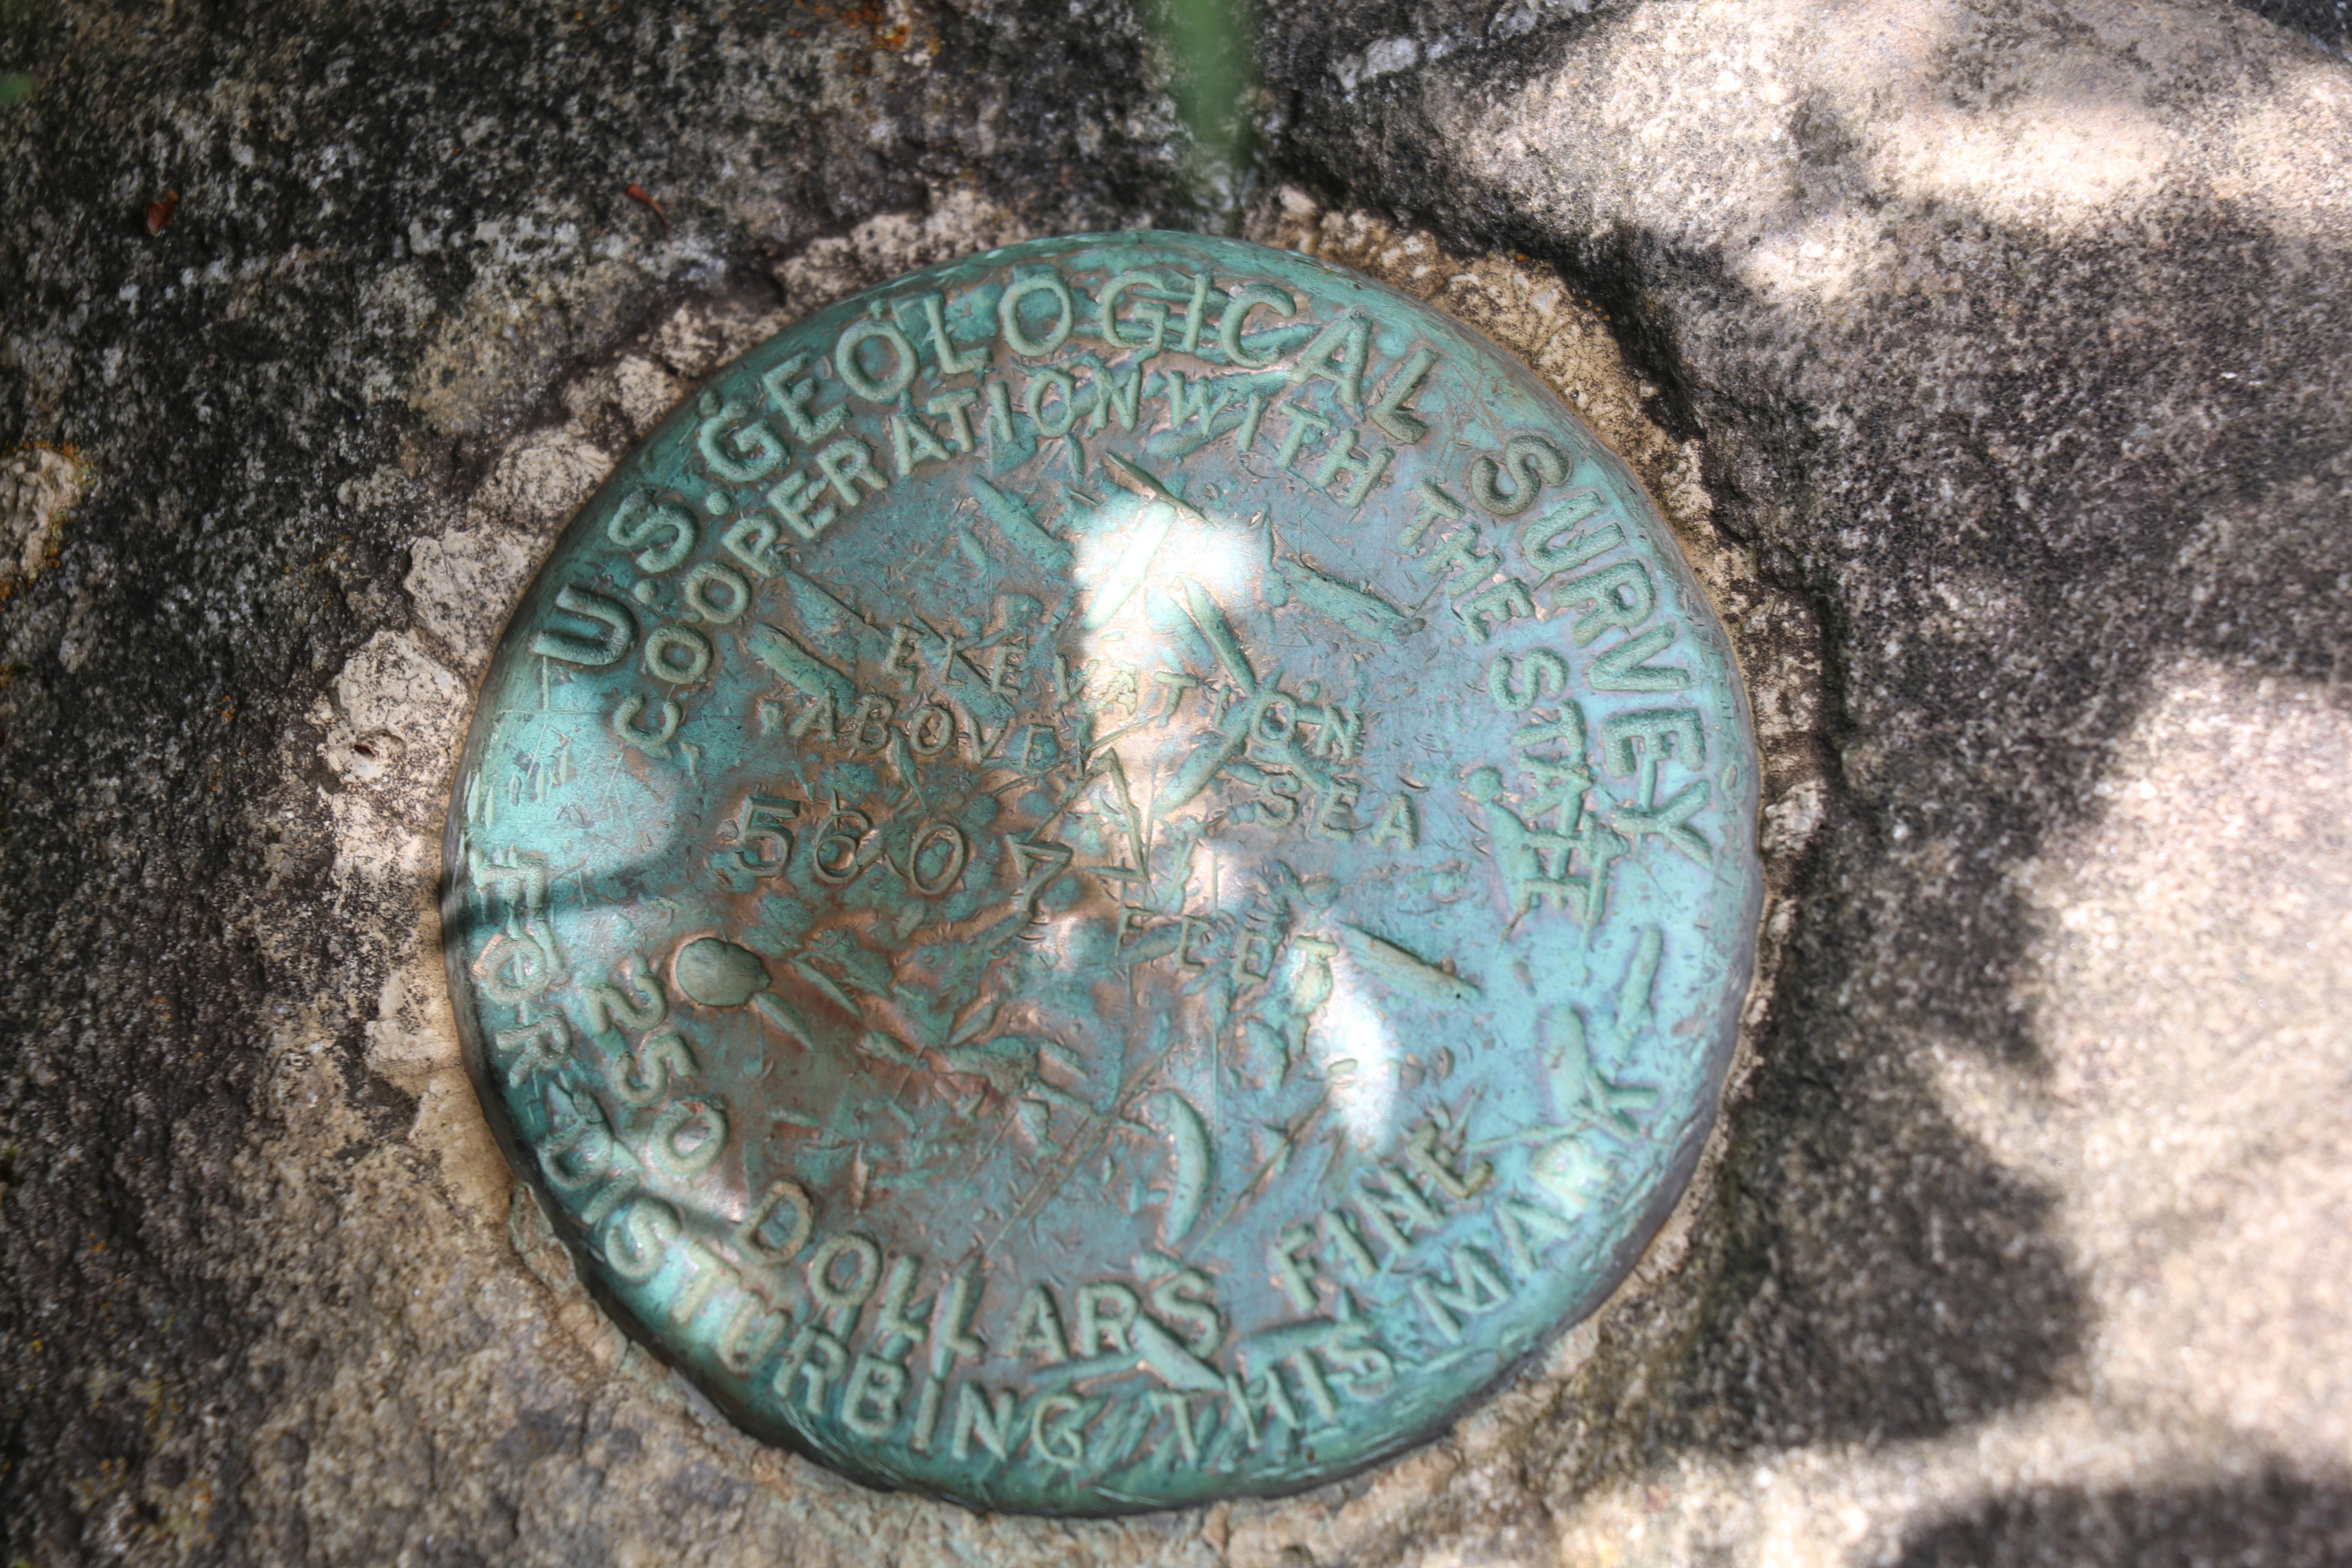 U.S. GEOLOGICAL SURVEY
COOPERATION WITH THE STATE
ELEVATION
ABOVE SEA
5607 FEET
250 DOLLARS FINE
FOR DISTURBING THIS MARK